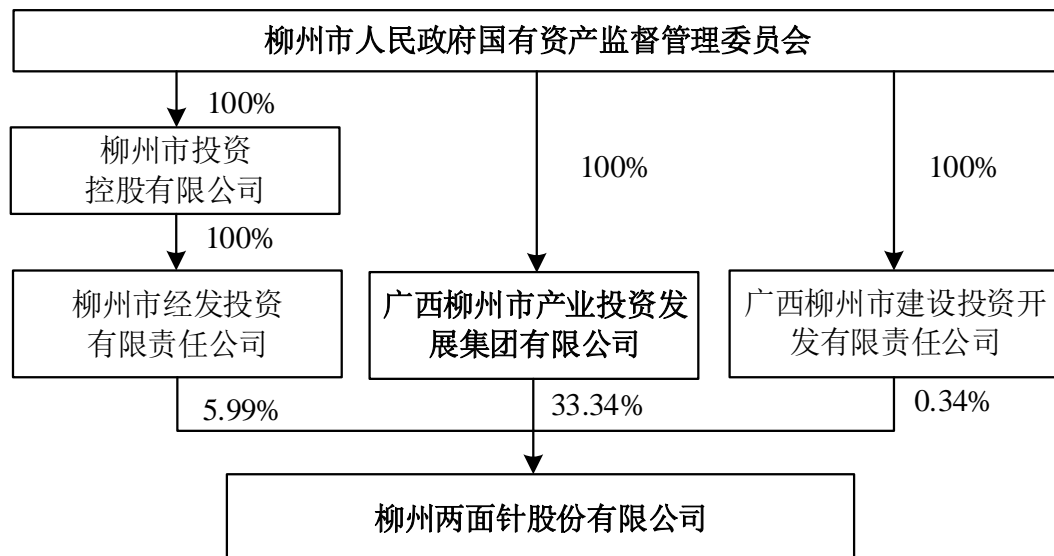 柳州市人民政府国有资产监督管理委员会
100%
柳州市投资
控股有限公司
100%
100%
100%
柳州市经发投资
有限责任公司
广西柳州市产业投资发
展集团有限公司
广西柳州市建设投资开
发有限责任公司
5.99%
33.34%
0.34%
柳州两面针股份有限公司